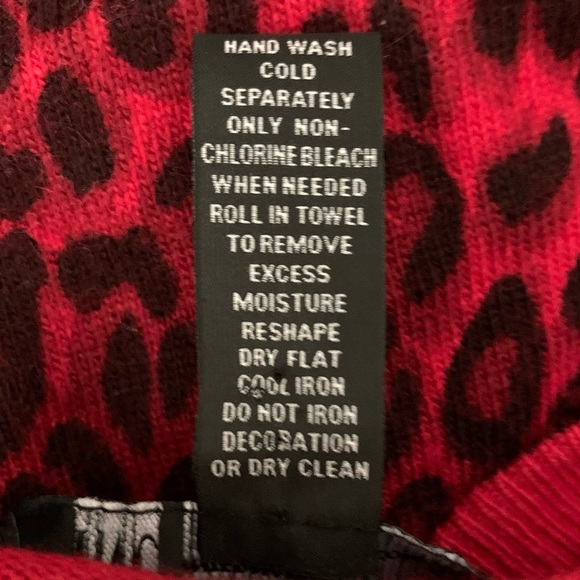 HAND WASH
COLD
SEPARATELY
ONLY NON-
CHLORINE BLEACH
WHEN NEEDED
ROLL IN TOWEL
TO REMOVE
EXCESS
MOISTURE
RESHAPE
DRY FLAT
COOL IRON
DO NOT IRON
DECORATION
OR DRY CLEAN